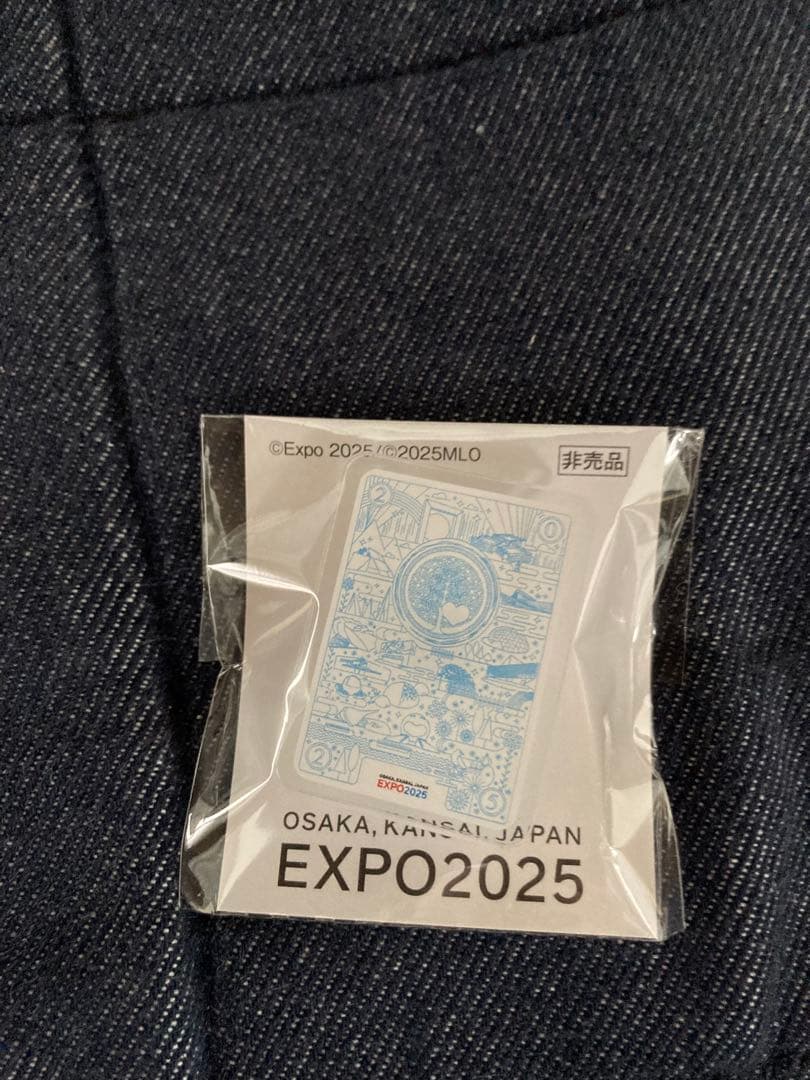 ©Expo 2025/©2025MLO
非売品
2
0
2
5
OSAKA, KANSAI, JAPAN
EXPO2025
OSAKA, KANSAI, JAPAN
EXPO2025